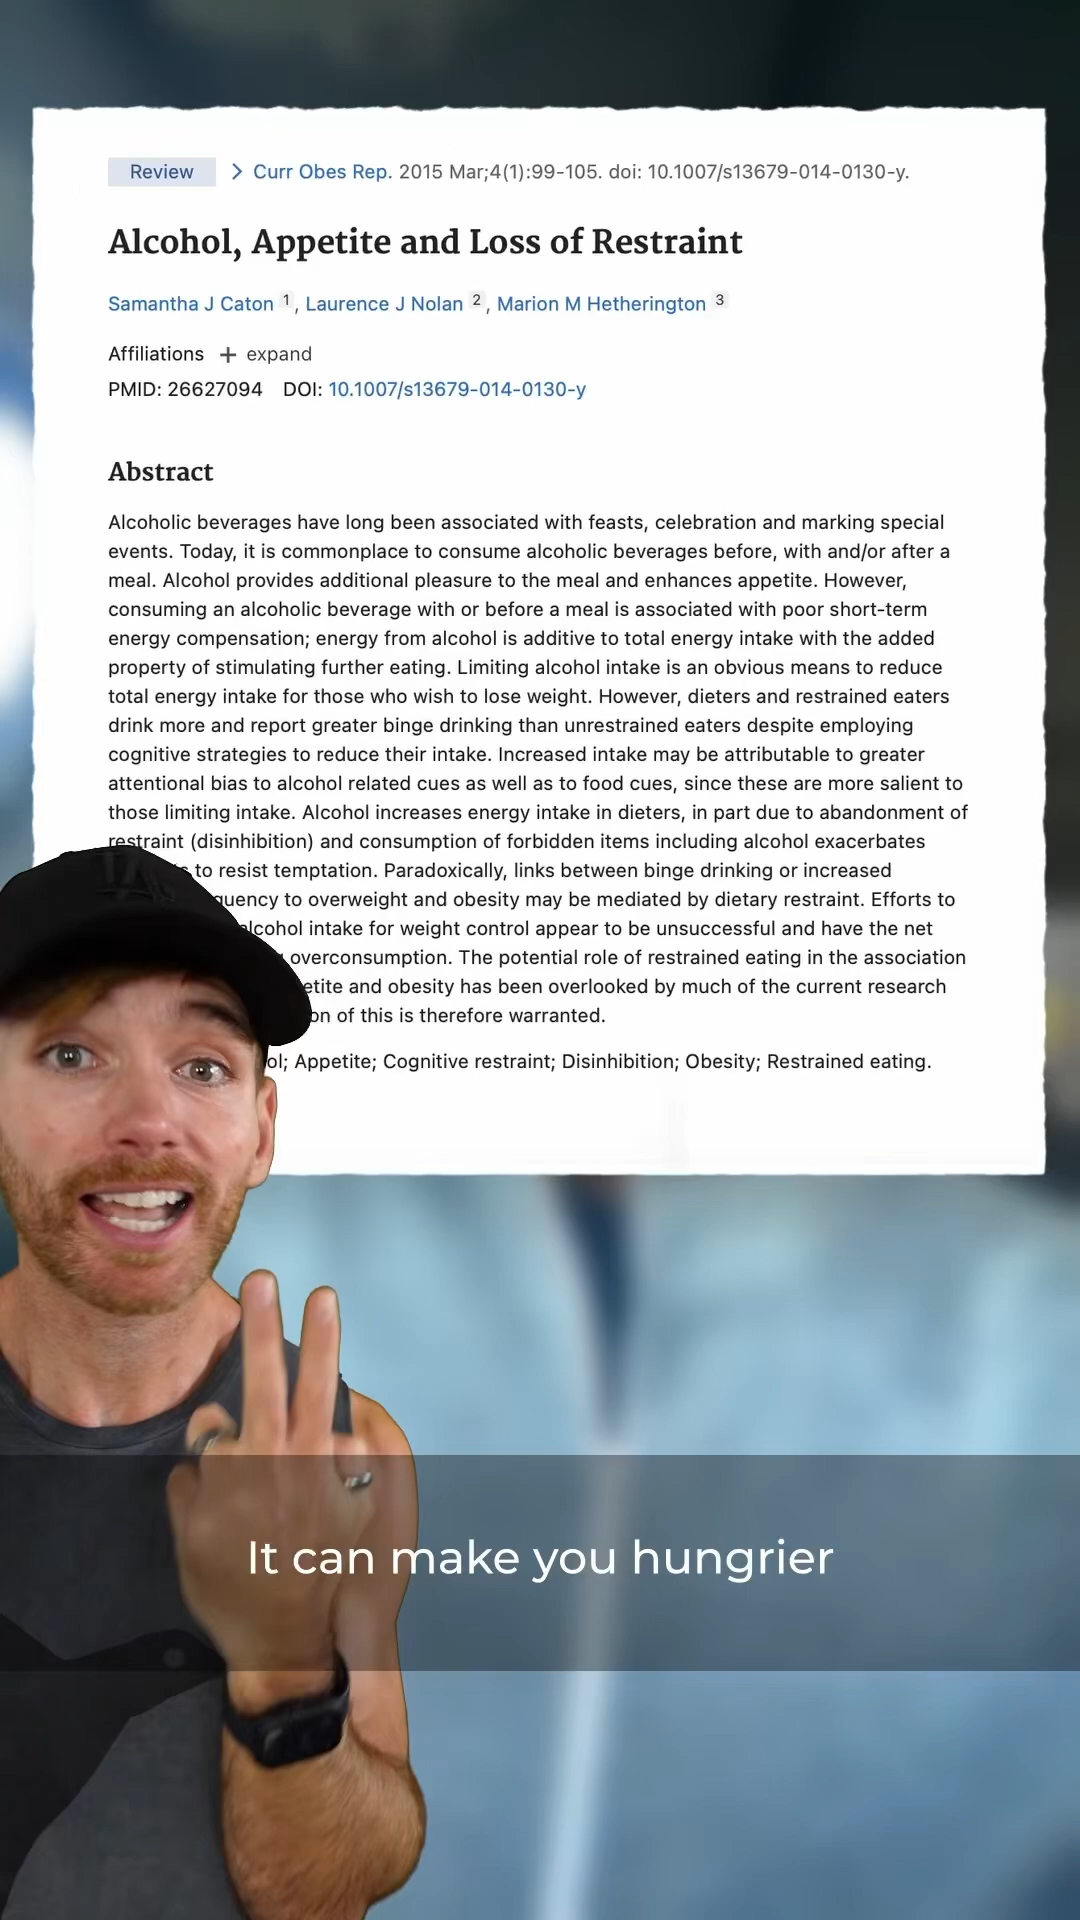 Review > Curr Obes Rep. 2015 Mar;4(1):99-105. doi: 10.1007/s13679-014-0130-y.
Alcohol, Appetite and Loss of Restraint
Samantha J Caton 1, Laurence J Nolan 2, Marion M Hetherington 3
Affiliations + expand
PMID: 26627094 DOI: 10.1007/s13679-014-0130-y
Abstract
Alcoholic beverages have long been associated with feasts, celebration and marking special
events. Today, it is commonplace to consume alcoholic beverages before, with and/or after a
meal. Alcohol provides additional pleasure to the meal and enhances appetite. However,
consuming an alcoholic beverage with or before a meal is associated with poor short-term
energy compensation; energy from alcohol is additive to total energy intake with the added
property of stimulating further eating. Limiting alcohol intake is an obvious means to reduce
total energy intake for those who wish to lose weight. However, dieters and restrained eaters
drink more and report greater binge drinking than unrestrained eaters despite employing
cognitive strategies to reduce their intake. Increased intake may be attributable to greater
attentional bias to alcohol related cues as well as to food cues, since these are more salient to
those limiting intake. Alcohol increases energy intake in dieters, in part due to abandonment of
restraint (disinhibition) and consumption of forbidden items including alcohol exacerbates
to resist temptation. Paradoxically, links between binge drinking or increased
to overweight and obesity may be mediated by dietary restraint. Efforts to
alcohol intake for weight control appear to be unsuccessful and have the net
overconsumption. The potential role of restrained eating in the association
and obesity has been overlooked by much of the current research
of this is therefore warranted.
Appetite; Cognitive restraint; Disinhibition; Obesity; Restrained eating.
It can make you hungrier